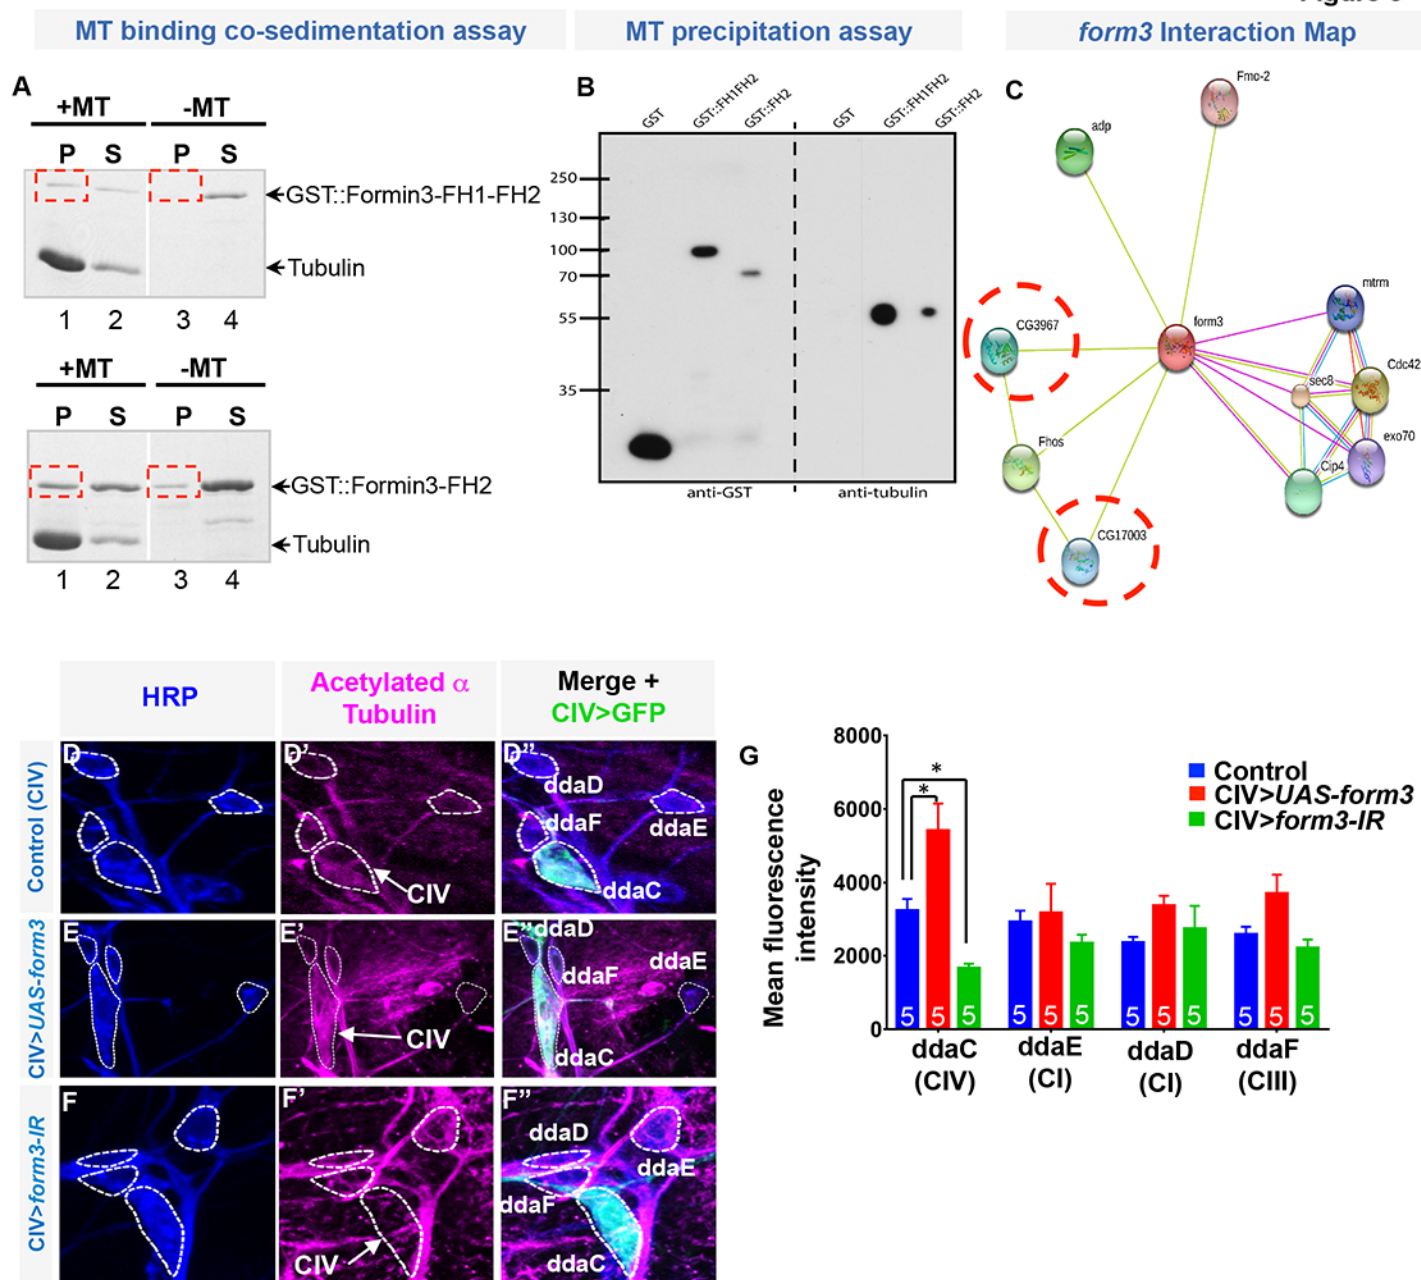 MT binding co-sedimentation assay
MT precipitation assay
form3 Interaction Map
A
+MT -MT
P S P S
GST::Formin3-FH1-FH2
Tubulin
1 2 3 4
+MT -MT
P S P S
GST::Formin3-FH2
Tubulin
1 2 3 4
B
GST GST::FH1FH2 GST::FH2 GST GST::FH1FH2 GST::FH2
250
130
100
70
55
35
anti-GST anti-tubulin
C
Fmo-2
adp
mtrm
form3
CG3967
Cdc42
sec8
exo70
Fhos
Cip4
CG17003
HRP
Acetylated α
Tubulin
Merge +
CIV>GFP
Control (CIV)
D D' D"
ddaD
ddaF
ddaE
CIV
ddaC
CIV>UAS-form3
E E' E"
ddaD
ddaF
ddaE
CIV
ddaC
CIV>form3-IR
F F' F"
ddaD
ddaE
ddaF
CIV
ddaC
G
Mean fluorescence
intensity
8000
6000
4000
2000
0
* *
Control
CIV>UAS-form3
CIV>form3-IR
5 5 5 5 5 5 5 5 5 5 5 5
ddaC ddaE ddaD ddaF
(CIV) (CI) (CI) (CIII)